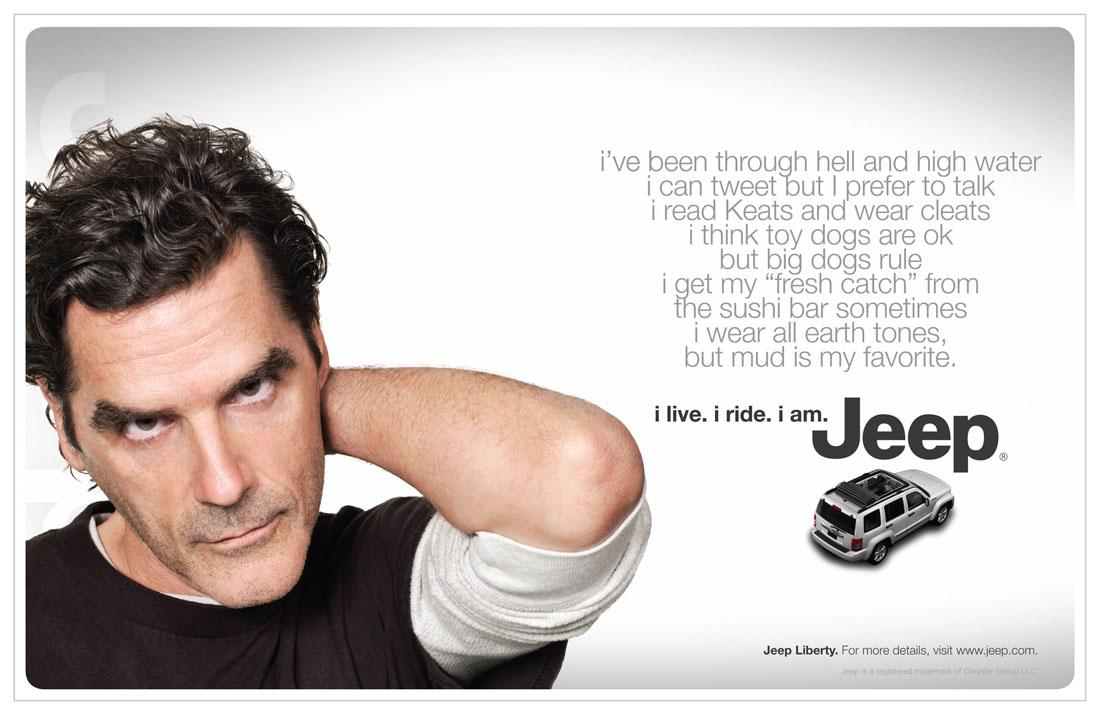 i've been through hell and high water
i can tweet but I prefer to talk
i read Keats and wear cleats
i think toy dogs are ok
but big dogs rule
i get my “fresh catch” from
the sushi bar sometimes
i wear all earth tones,
but mud is my favorite.
i live. i ride. i am. Jeep®
Jeep Liberty. For more details, visit www.jeep.com.
Jeep is a registered trademark of Chrysler Group LLC.